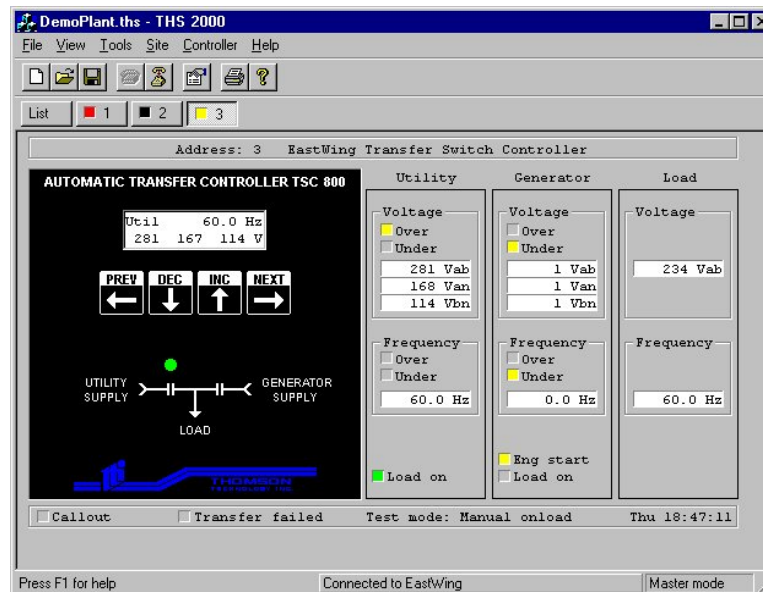 DemoPlant.ths - THS 2000
File View Tools Site Controller Help
List 1 2 3
Address: 3 EastWing Transfer Switch Controller
AUTOMATIC TRANSFER CONTROLLER TSC 800
Util 60.0 Hz
281 167 114 V
PREV DEC INC NEXT
UTILITY SUPPLY
GENERATOR SUPPLY
LOAD
THOMSON
TECHNOLOGY INC.
Utility
Voltage
Over
Under
281 Vab
168 Van
114 Vbn
Frequency
Over
Under
60.0 Hz
Load on
Generator
Voltage
Over
Under
1 Vab
1 Van
1 Vbn
Frequency
Over
Under
0.0 Hz
Eng start
Load on
Load
Voltage
234 Vab
Frequency
60.0 Hz
Callout Transfer failed Test mode: Manual onload Thu 18:47:11
Press F1 for help Connected to EastWing Master mode